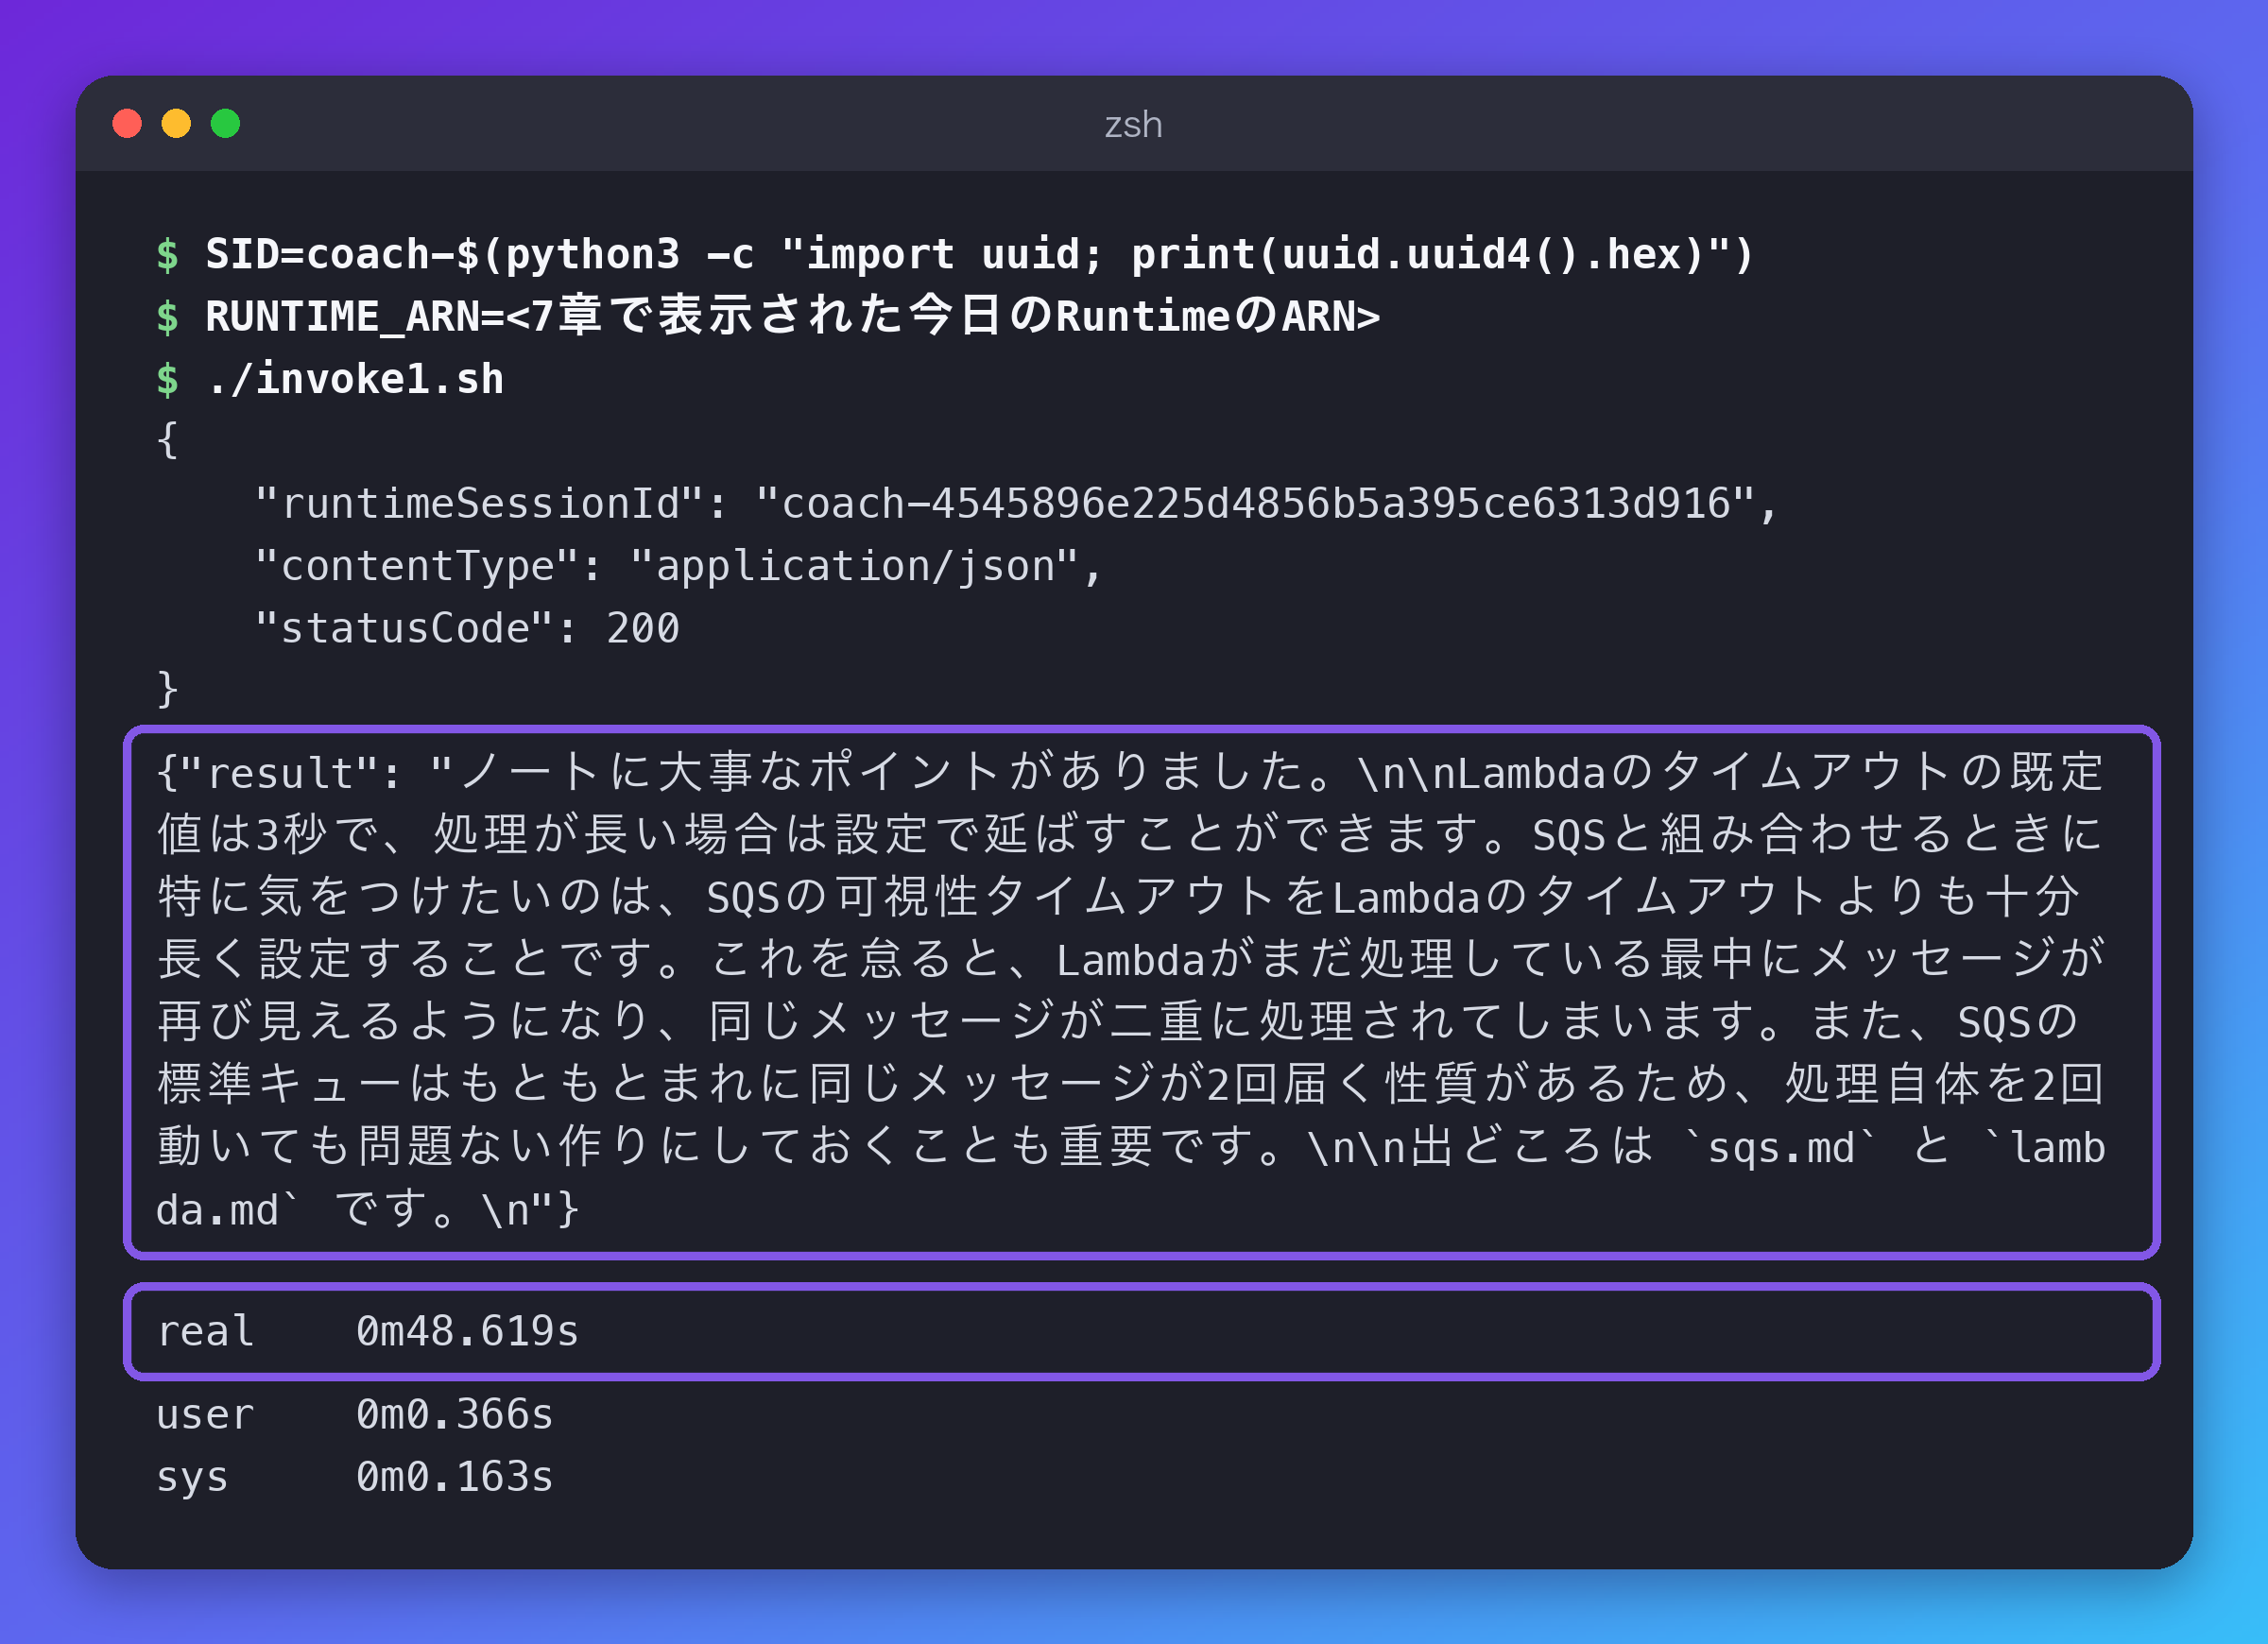 zsh
$ SID=coach-$(python3 -c "import uuid; print(uuid.uuid4().hex)")
$ RUNTIME_ARN=<7章で表示された今日のRuntimeのARN>
$ ./invoke1.sh
{
    "runtimeSessionId": "coach-4545896e225d4856b5a395ce6313d916",
    "contentType": "application/json",
    "statusCode": 200
}
{"result": "ノートに大事なポイントがありました。\n\nLambdaのタイムアウトの既定
値は3秒で、処理が長い場合は設定で延ばすことができます。SQSと組み合わせるときに
特に気をつけたいのは、SQSの可視性タイムアウトをLambdaのタイムアウトよりも十分
長く設定することです。これを怠ると、Lambdaがまだ処理している最中にメッセージが
再び見えるようになり、同じメッセージが二重に処理されてしまいます。また、SQSの
標準キューはもともとまれに同じメッセージが2回届く性質があるため、処理自体を2回
動いても問題ない作りにしておくことも重要です。\n\n出どころは `sqs.md` と `lamb
da.md` です。\n"}
real    0m48.619s
user    0m0.366s
sys     0m0.163s